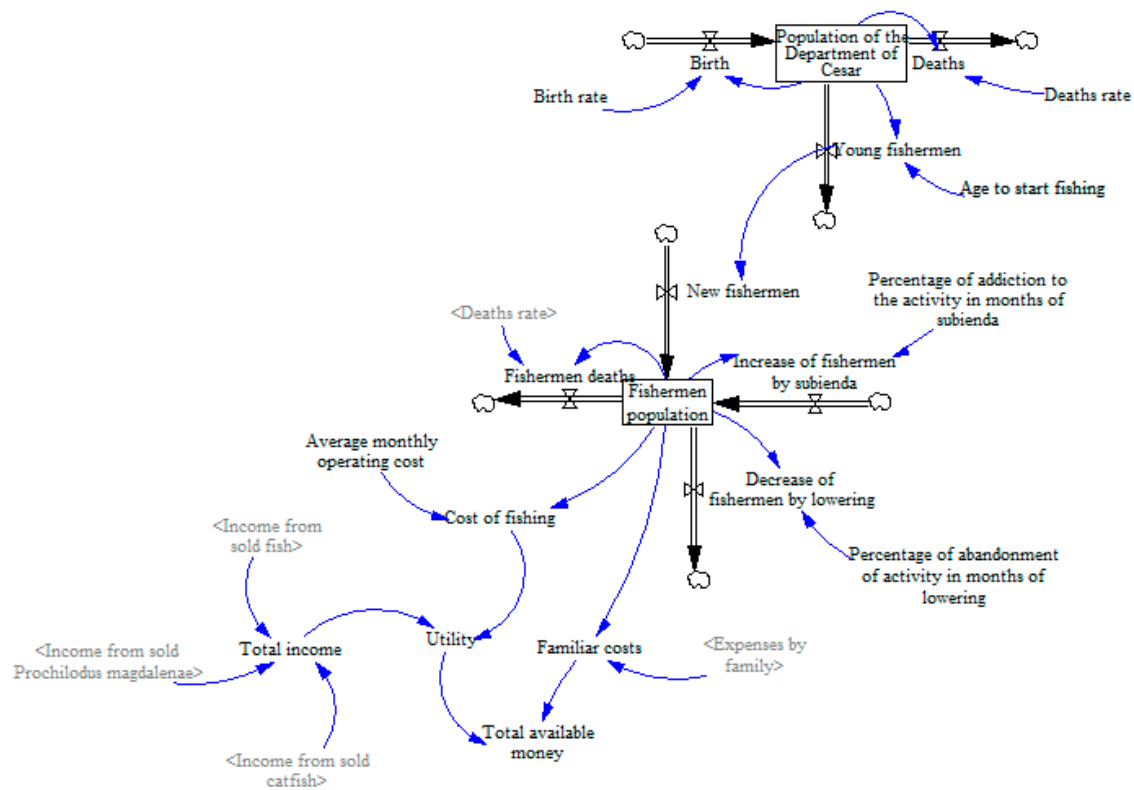 Population of the
Department of
Cesar
Birth
Deaths
Birth rate
Deaths rate
Young fishermen
Age to start fishing
New fishermen
Percentage of addiction to
the activity in months of
subienda
<Deaths rate>
Increase of fishermen
by subienda
Fishermen deaths
Fishermen
population
Average monthly
operating cost
Decrease of
fishermen by lowering
Cost of fishing
<Income from
sold fish>
Percentage of abandonment
of activity in months of
lowering
Utility
Total income
Familiar costs
<Expenses by
family>
<Income from sold
Prochilodus magdalenae>
Total available
money
<Income from sold
catfish>